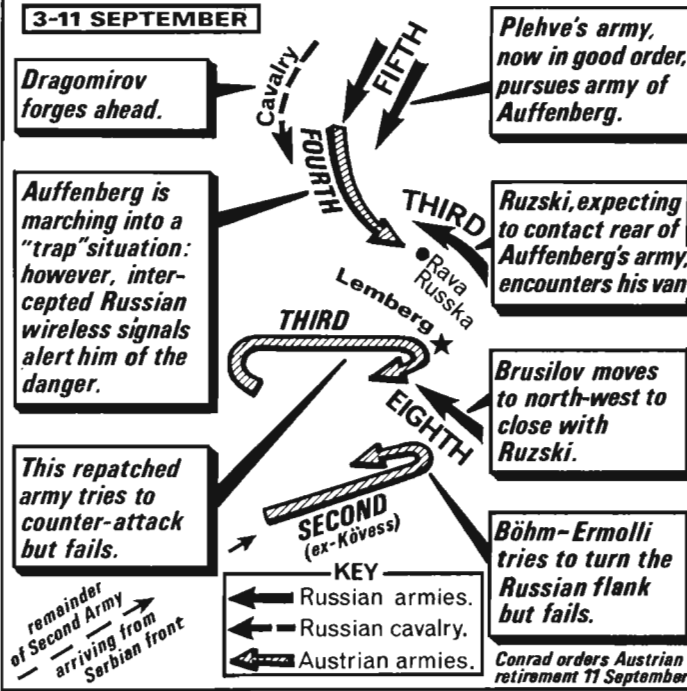 3-11 SEPTEMBER
Dragomirov
forges ahead.
Cavalry
FIFTH
Plehve's army,
now in good order,
pursues army of
Auffenberg.
Auffenberg is
marching into a
"trap" situation:
however, inter-
cepted Russian
wireless signals
alert him of the
danger.
FOURTH
THIRD
Ruzski, expecting
to contact rear of
Auffenberg's army,
encounters his van
Rava
Russka
Lemberg
THIRD
EIGHTH
Brusilov moves
to north-west to
close with
Ruzski.
This repatched
army tries to
counter-attack
but fails.
SECOND
(ex-Kövess)
Böhm-Ermolli
tries to turn the
Russian flank
but fails.
remainder
of Second Army
arriving from
Serbian front
KEY
Russian armies.
Russian cavalry.
Austrian armies.
Conrad orders Austrian
retirement 11 September